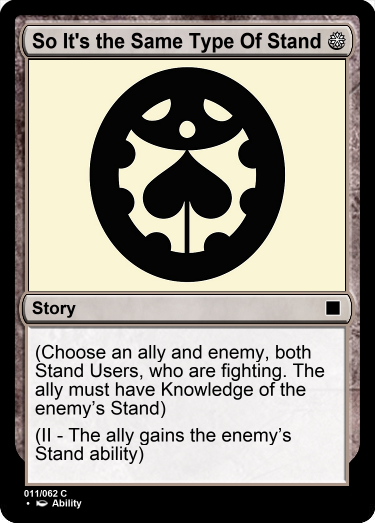 So It's the Same Type Of Stand
Story
(Choose an ally and enemy, both
Stand Users, who are fighting. The
ally must have Knowledge of the
enemy's Stand)
(II - The ally gains the enemy's
Stand ability)
011/062 C
• Ability